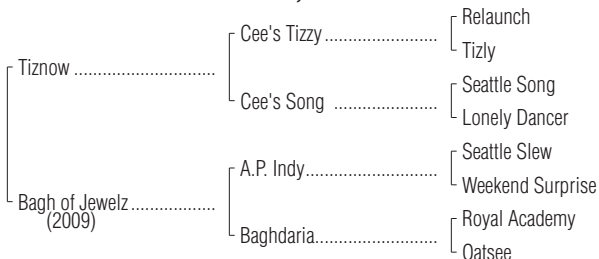 Relaunch
Cee's Tizzy
Tizly
Tiznow
Seattle Song
Cee's Song
Lonely Dancer
Seattle Slew
A.P. Indy
Weekend Surprise
Bagh of Jewelz
(2009)
Royal Academy
Baghdaria
Oatsee